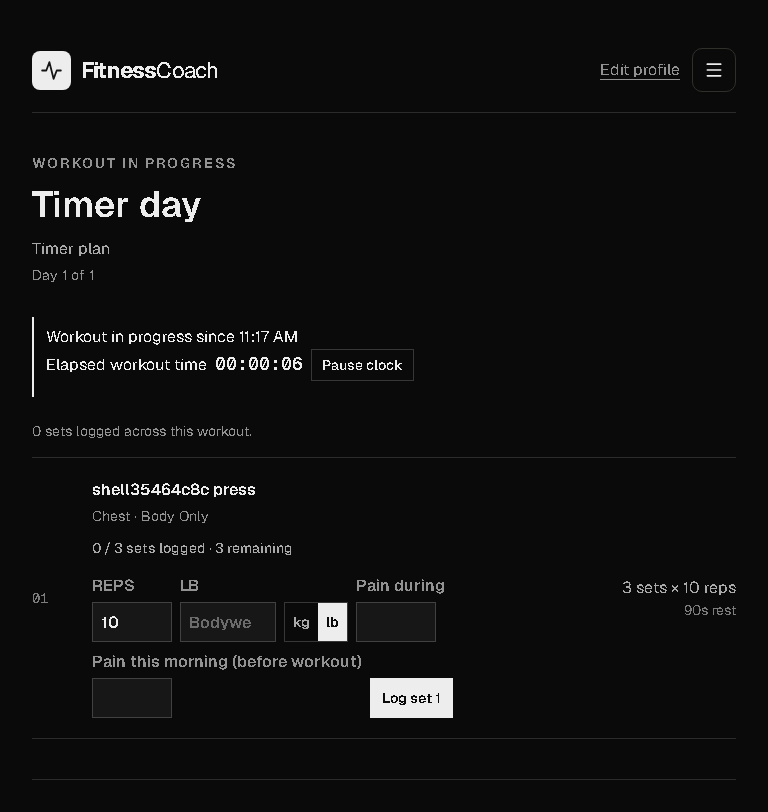 FitnessCoach
Edit profile
WORKOUT IN PROGRESS
Timer day
Timer plan
Day 1 of 1
Workout in progress since 11:17 AM
Elapsed workout time 00:00:06 Pause clock
0 sets logged across this workout.
01
shell35464c8c press
Chest · Body Only
0 / 3 sets logged · 3 remaining
REPS LB Pain during
10 Bodywe kg lb
Pain this morning (before workout)
Log set 1
3 sets × 10 reps
90s rest